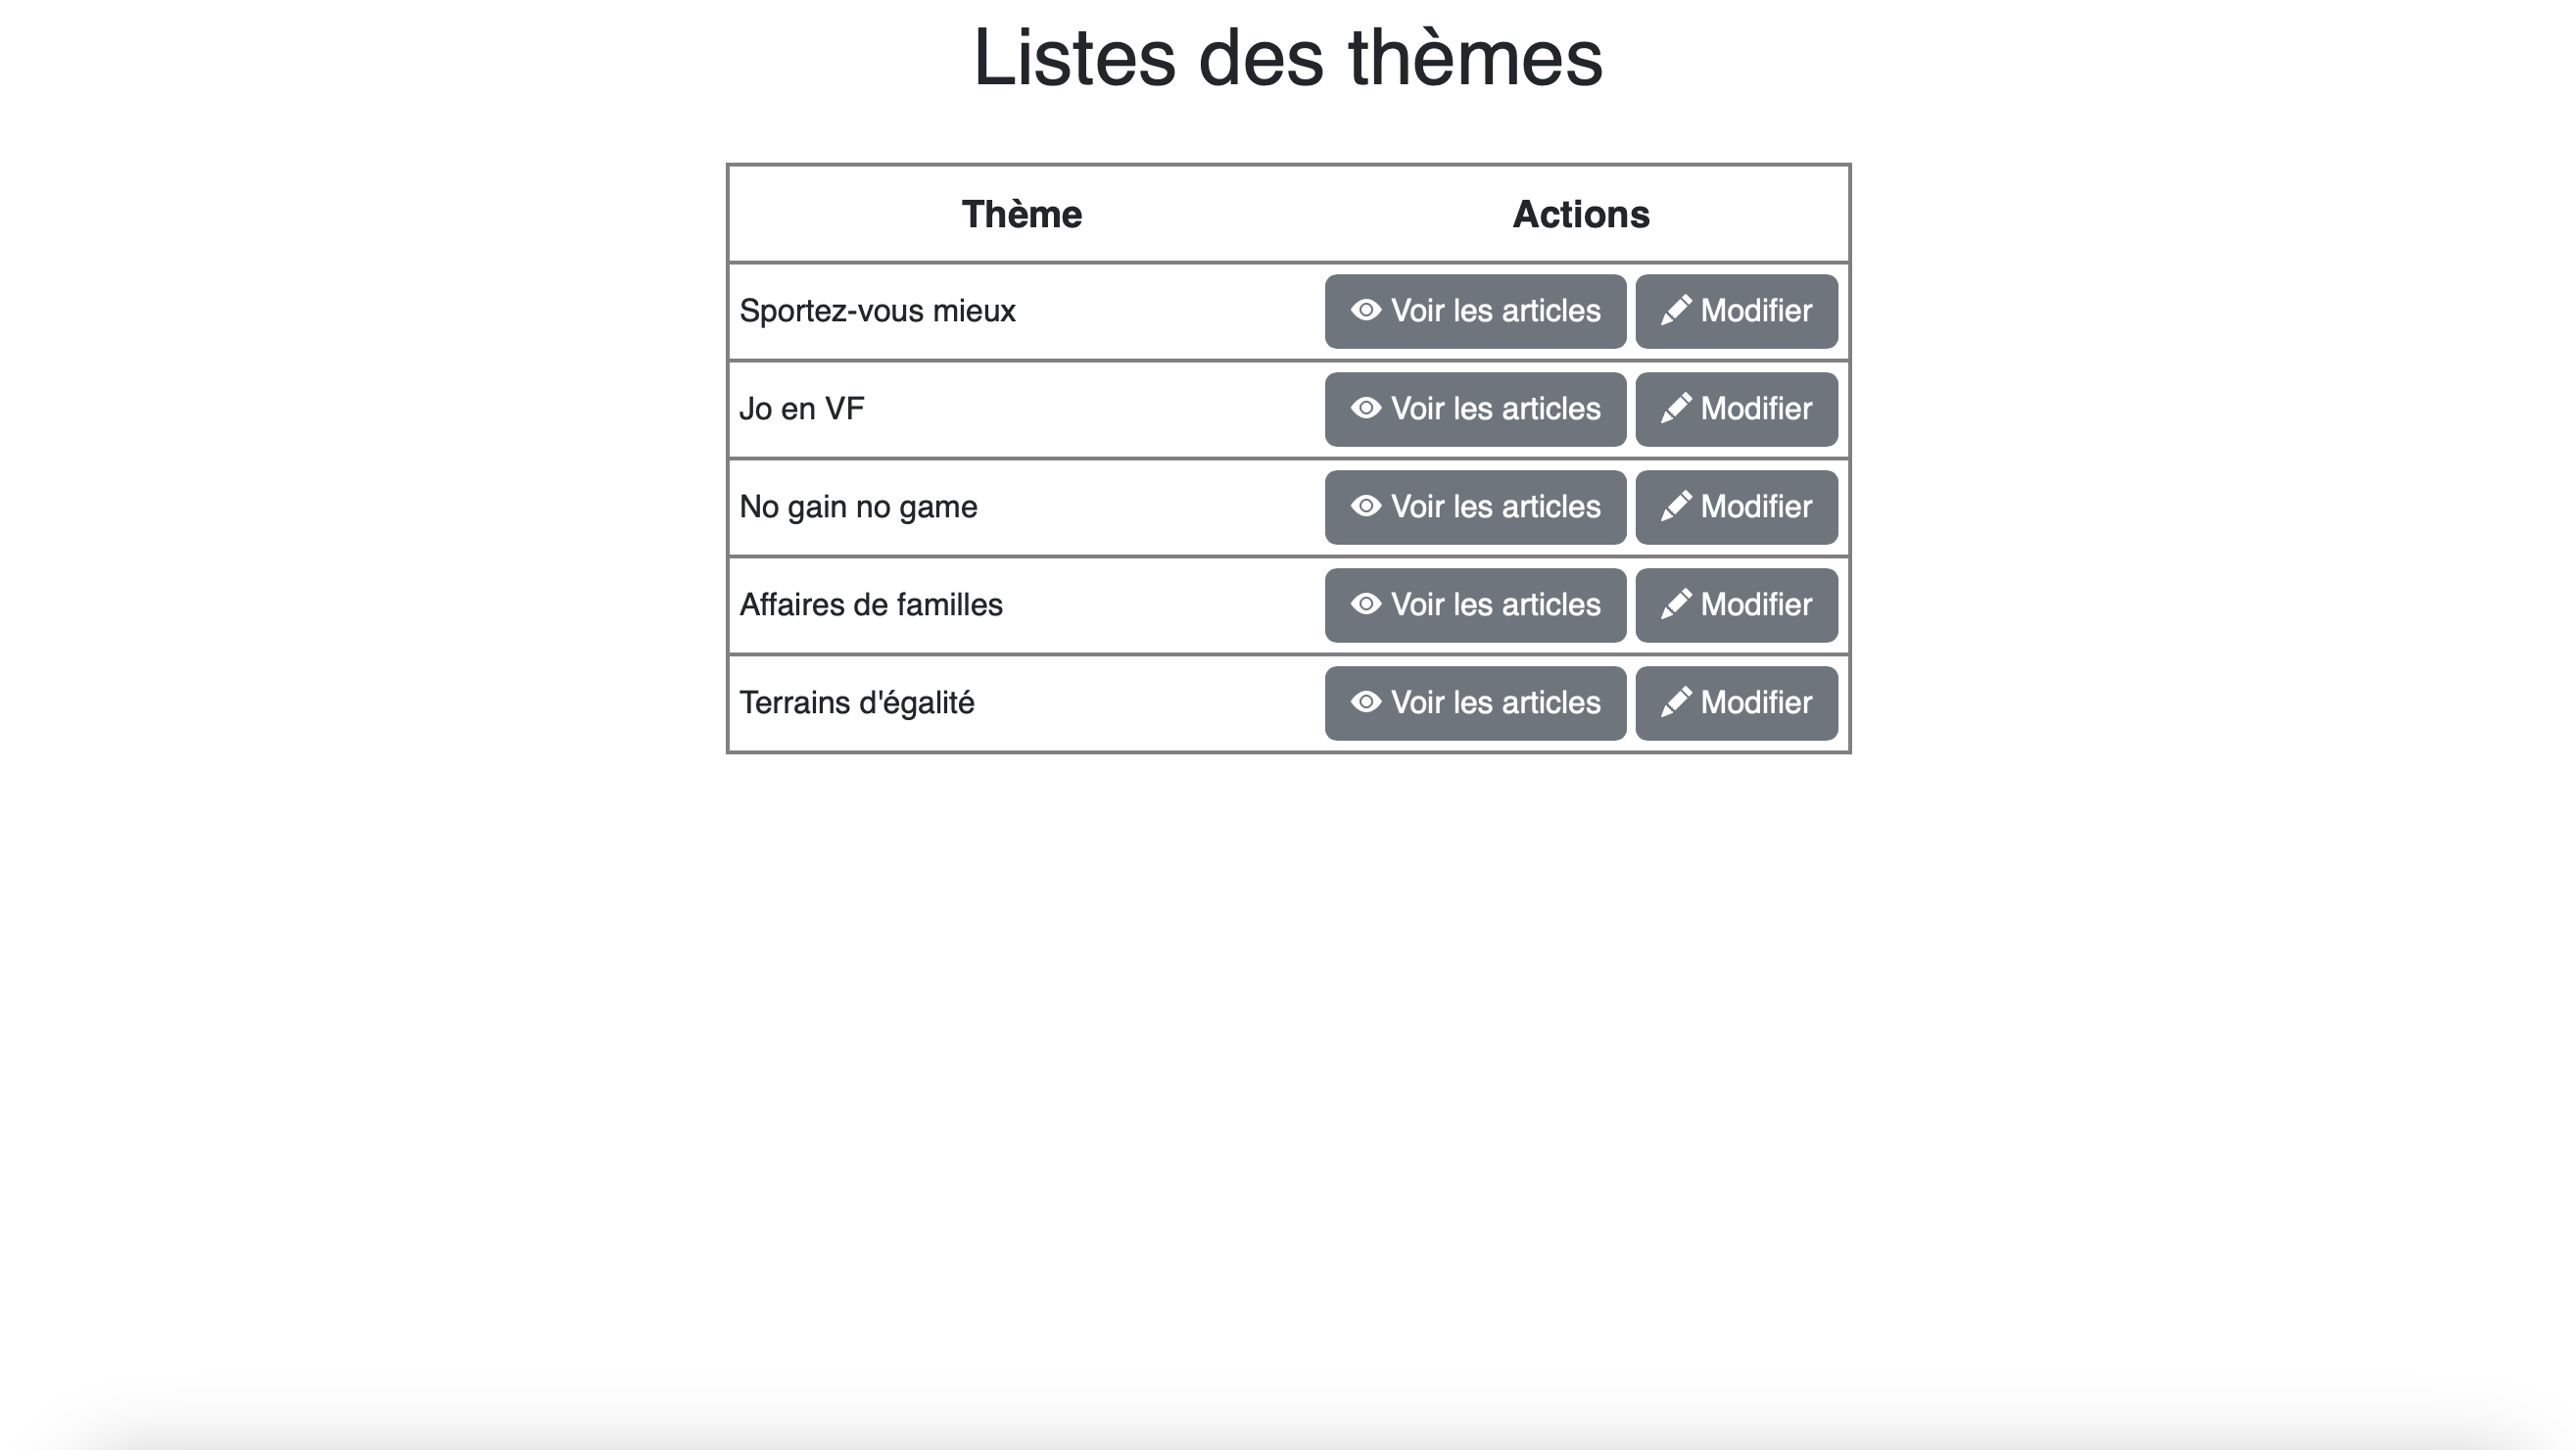 Listes des thèmes
Thème Actions
Sportez-vous mieux Voir les articles Modifier
Jo en VF Voir les articles Modifier
No gain no game Voir les articles Modifier
Affaires de familles Voir les articles Modifier
Terrains d'égalité Voir les articles Modifier